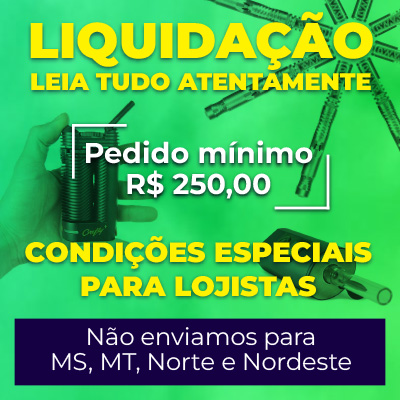 LIQUIDAÇÃO
LEIA TUDO ATENTAMENTE
Pedido mínimo
R$ 250,00
CONDIÇÕES ESPECIAIS
PARA LOJISTAS
Não enviamos para
MS, MT, Norte e Nordeste
Crafty